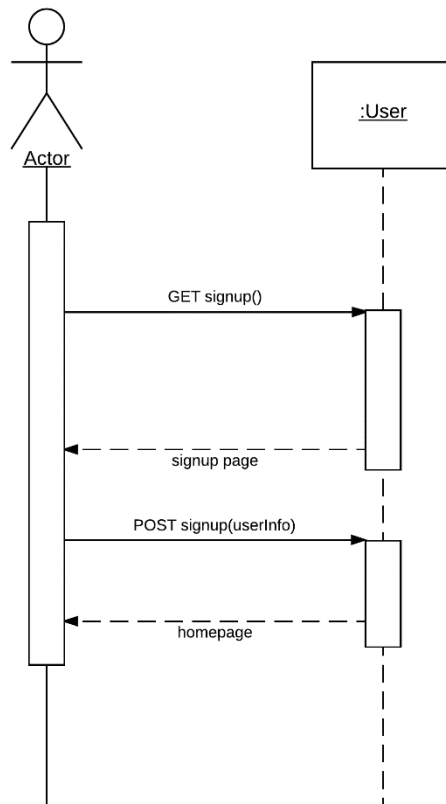 Actor
:User
GET signup()
signup page
POST signup(userInfo)
homepage